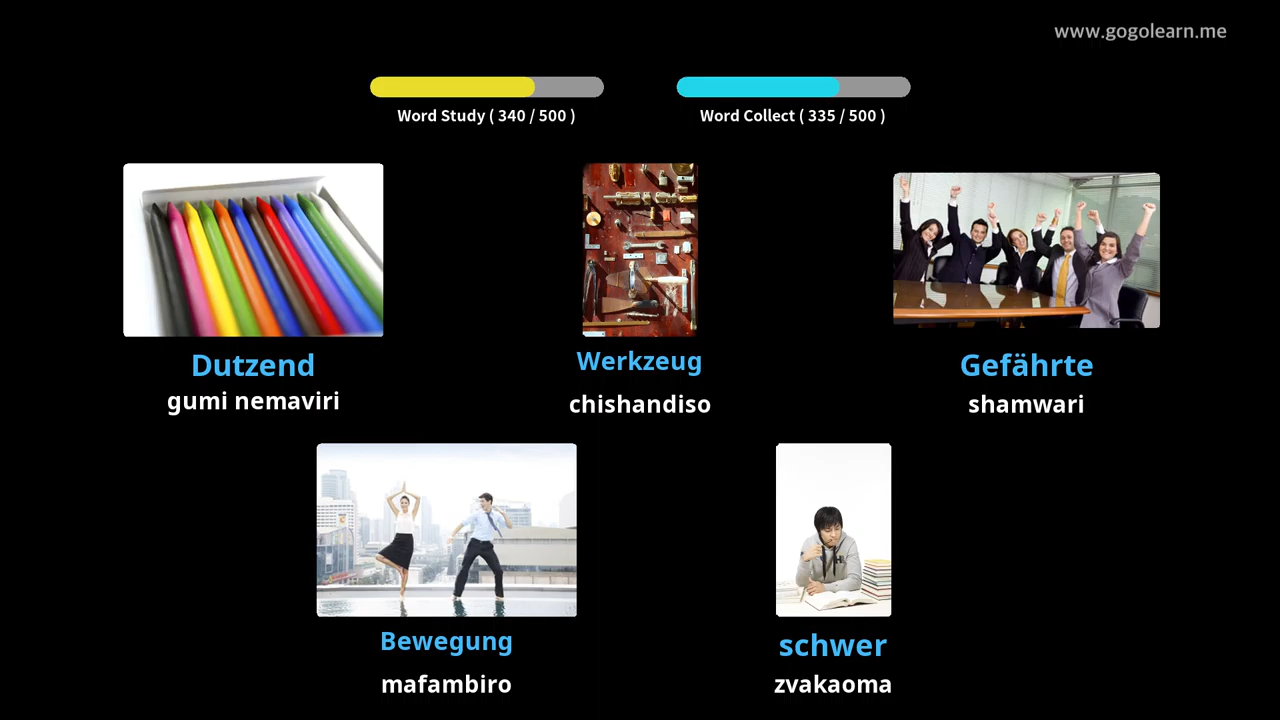 www.gogolearn.me
Word Study ( 340 / 500 )
Word Collect ( 335 / 500 )
Dutzend
gumi nemaviri
Werkzeug
chishandiso
Gefährte
shamwari
Bewegung
mafambiro
schwer
zvakaoma